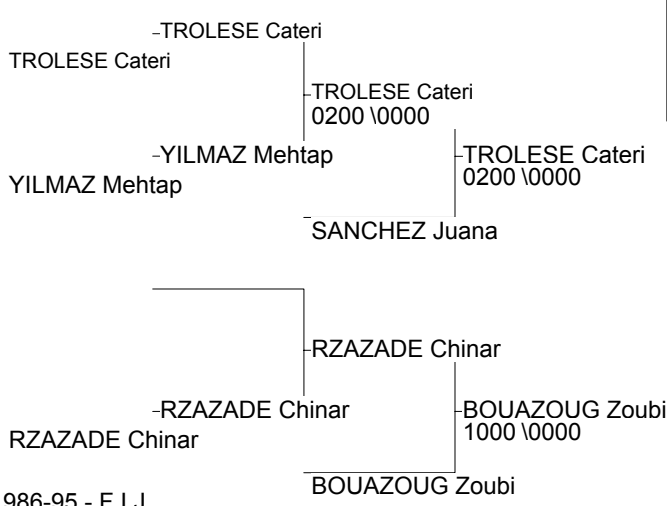 TROLESE Cateri
TROLESE Cateri
TROLESE Cateri
0200 \0000
YILMAZ Mehtap
TROLESE Cateri
0200 \0000
YILMAZ Mehtap
SANCHEZ Juana
RZAZADE Chinar
RZAZADE Chinar
BOUAZOUG Zoubi
1000 \0000
RZAZADE Chinar
BOUAZOUG Zoubi